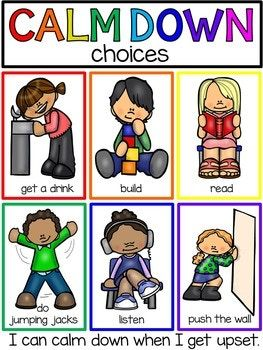 CALM DOWN
choices
get a drink
build
read
do
jumping jacks
listen
push the wall
I can calm down when I get upset.